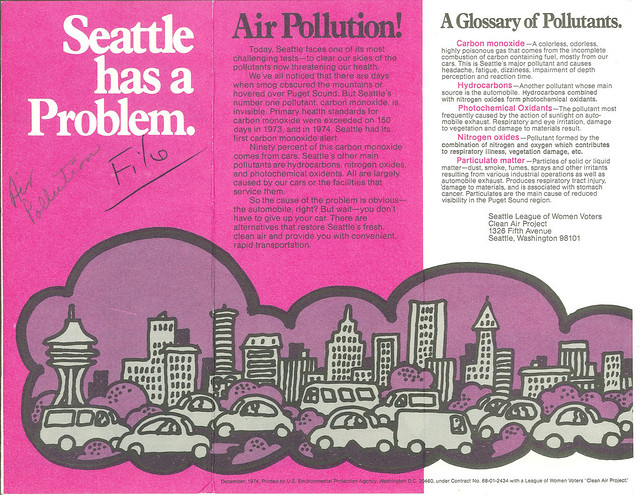 Seattle
has a
Problem.
Air
Pollution
File
Air Pollution!
Today, Seattle faces one of its most
challenging tests—to clear our skies of the
pollutants now threatening our health.
We've all noticed that there are days
when smog obscured the mountains or
hovered over Puget Sound. But Seattle's
number one pollutant, carbon monoxide, is
invisible. Primary health standards for
carbon monoxide were exceeded on 150
days in 1973, and in 1974, Seattle had its
first carbon monoxide alert.
Ninety percent of this carbon monoxide
comes from cars. Seattle's other main
pollutants are hydrocarbons, nitrogen oxides,
and photochemical oxidents. All are largely
caused by our cars or the facilities that
service them.
So the cause of the problem is obvious—
the automobile, right? But wait—you don't
have to give up your car. There are
alternatives that restore Seattle's fresh,
clean air and provide you with convenient,
rapid transportation.
A Glossary of Pollutants.
Carbon monoxide—A colorless, odorless,
highly poisonous gas that comes from the incomplete
combustion of carbon containing fuel, mostly from our
cars. This is Seattle's major pollutant and causes
headache, fatigue, dizziness, impairment of depth
perception and reaction time.
Hydrocarbons—Another pollutant whose main
source is the automobile. Hydrocarbons combined
with nitrogen oxides form photochemical oxidants.
Photochemical Oxidants—The pollutant most
frequently caused by the action of sunlight on auto-
mobile exhaust. Respiratory and eye irritation, damage
to vegetation and damage to materials result.
Nitrogen oxides—Pollutant formed by the
combination of nitrogen and oxygen which contributes
to respiratory illness, vegetation damage, etc.
Particulate matter—Particles of solid or liquid
matter—dust, smoke, fumes, sprays and other irritants
resulting from various industrial operations as well as
automobile exhaust. Produces respiratory tract injury,
damage to materials, and is associated with stomach
cancer. Particulates are the main cause of reduced
visibility in the Puget Sound region.
Seattle League of Women Voters
Clean Air Project
1326 Fifth Avenue
Seattle, Washington 98101
December, 1974, Printed by U.S. Environmental Protection Agency, Washington D.C. 20460, under Contract No. 68-01-2434 with a League of Women Voters 'Clean Air Project.'